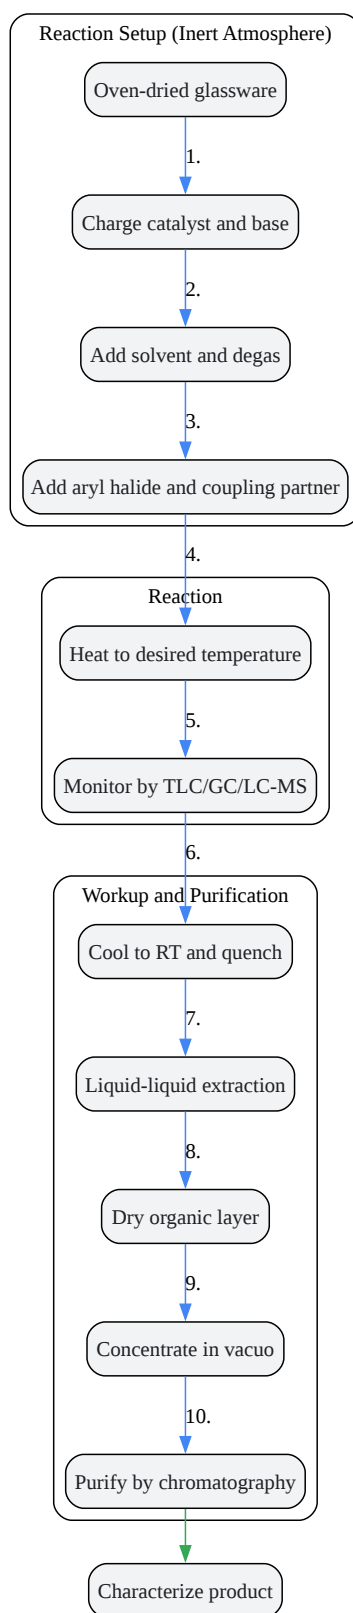 Reaction Setup (Inert Atmosphere)
Oven-dried glassware
1.
Charge catalyst and base
2.
Add solvent and degas
3.
Add aryl halide and coupling partner
4.
Reaction
Heat to desired temperature
5.
Monitor by TLC/GC/LC-MS
6.
Workup and Purification
Cool to RT and quench
7.
Liquid-liquid extraction
8.
Dry organic layer
9.
Concentrate in vacuo
10.
Purify by chromatography
Characterize product